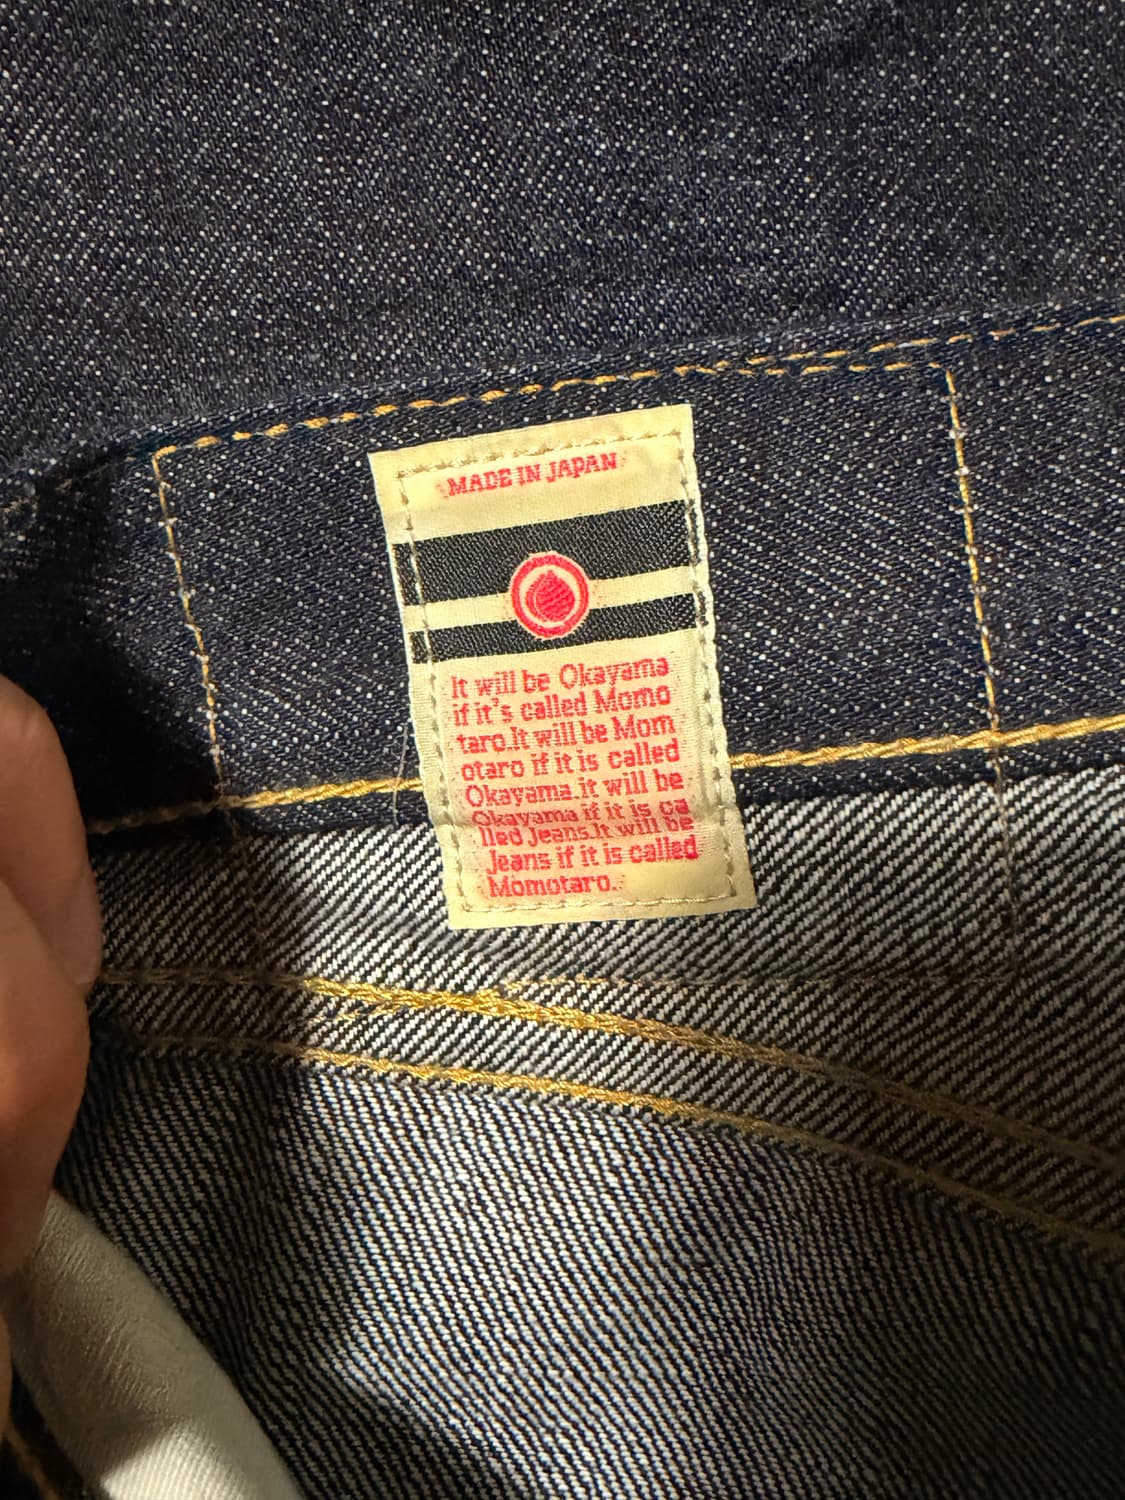 MADE IN JAPAN
It will be Okayama
if it's called Momo
taro.It will be Mom
otaro if it is called
Okayama.it will be
Okayama if it is ca
lled Jeans.It will be
Jeans if it is called
Momotaro.